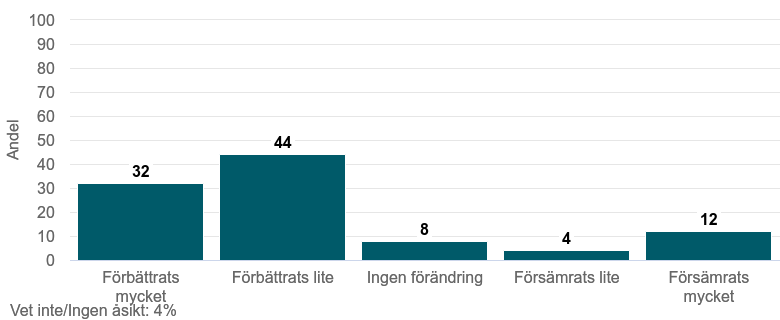 100
90
80
70
60
50
40
30
20
10
0
Andel
32
44
8
4
12
Förbättrats
mycket
Förbättrats lite
Ingen förändring
Försämrats lite
Försämrats
mycket
Vet inte/Ingen åsikt: 4%